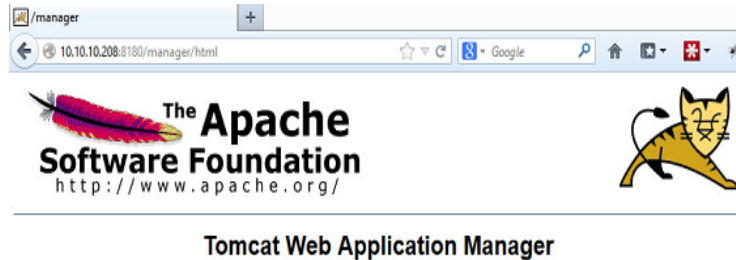 /manager
10.10.10.208:8180/manager/html
Google
The Apache
Software Foundation
http://www.apache.org/
Tomcat Web Application Manager